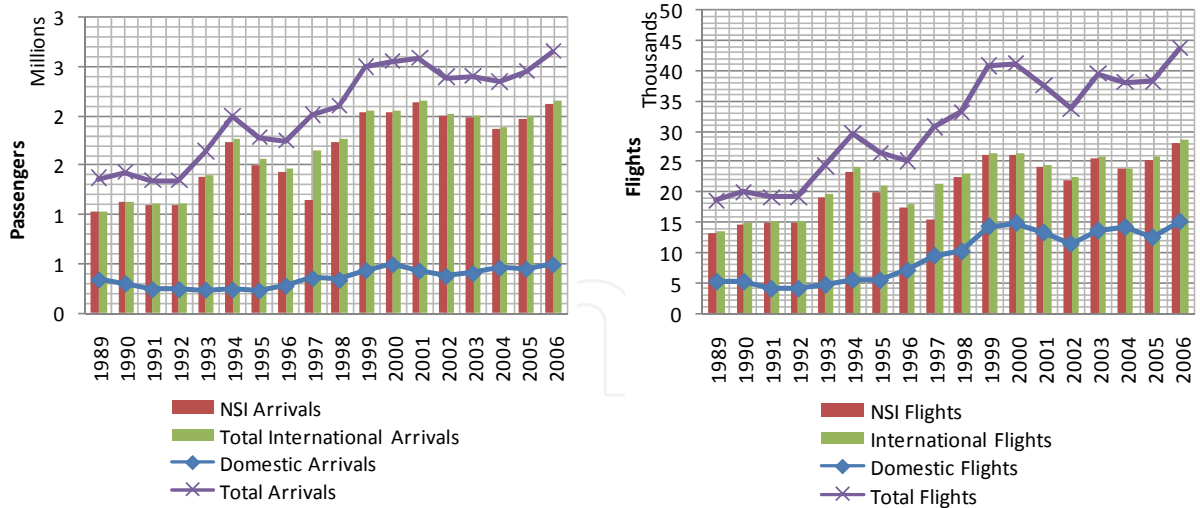 Millions
Passengers
3
3
2
2
1
1
0
1989 1990 1991 1992 1993 1994 1995 1996 1997 1998 1999 2000 2001 2002 2003 2004 2005 2006
NSI Arrivals
Total International Arrivals
Domestic Arrivals
Total Arrivals
Thousands
Flights
50
45
40
35
30
25
20
15
10
5
0
1989 1990 1991 1992 1993 1994 1995 1996 1997 1998 1999 2000 2001 2002 2003 2004 2005 2006
NSI Flights
International Flights
Domestic Flights
Total Flights